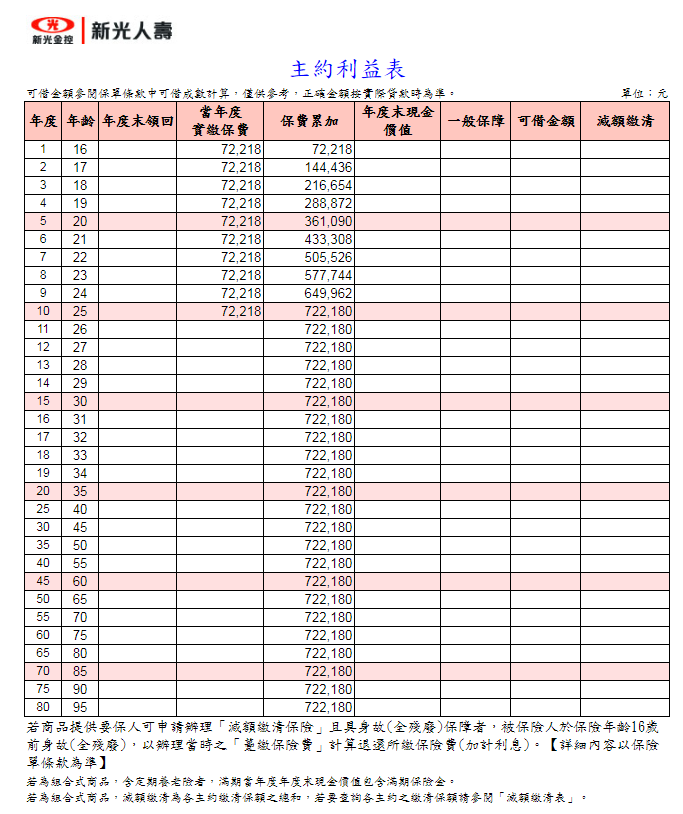 新光金控 新光人壽
主約利益表
可借金額參閱保單條款中可借成數計算，僅供參考，正確金額按實際貸款時為準。 單位：元
年度 年齡 年度末領回 當年度實繳保費 保費累加 年度末現金價值 一般保障 可借金額 減額繳清
1 16 72,218 72,218
2 17 72,218 144,436
3 18 72,218 216,654
4 19 72,218 288,872
5 20 72,218 361,090
6 21 72,218 433,308
7 22 72,218 505,526
8 23 72,218 577,744
9 24 72,218 649,962
10 25 72,218 722,180
11 26 722,180
12 27 722,180
13 28 722,180
14 29 722,180
15 30 722,180
16 31 722,180
17 32 722,180
18 33 722,180
19 34 722,180
20 35 722,180
25 40 722,180
30 45 722,180
35 50 722,180
40 55 722,180
45 60 722,180
50 65 722,180
55 70 722,180
60 75 722,180
65 80 722,180
70 85 722,180
75 90 722,180
80 95 722,180
若商品提供要保人可申請辦理「減額繳清保險」且具身故(全殘廢)保障者，被保險人於保險年齡16歲
前身故(全殘廢)，以辦理當時之「躉繳保險費」計算退還所繳保險費(加計利息)。【詳細內容以保險
單條款為準】
若為組合式商品，含定期養老險者，滿期當年度年度末現金價值包含滿期保險金。
若為組合式商品，減額繳清為各主約繳清保額之總和，若要查詢各主約之繳清保額請參閱「減額繳清表」。